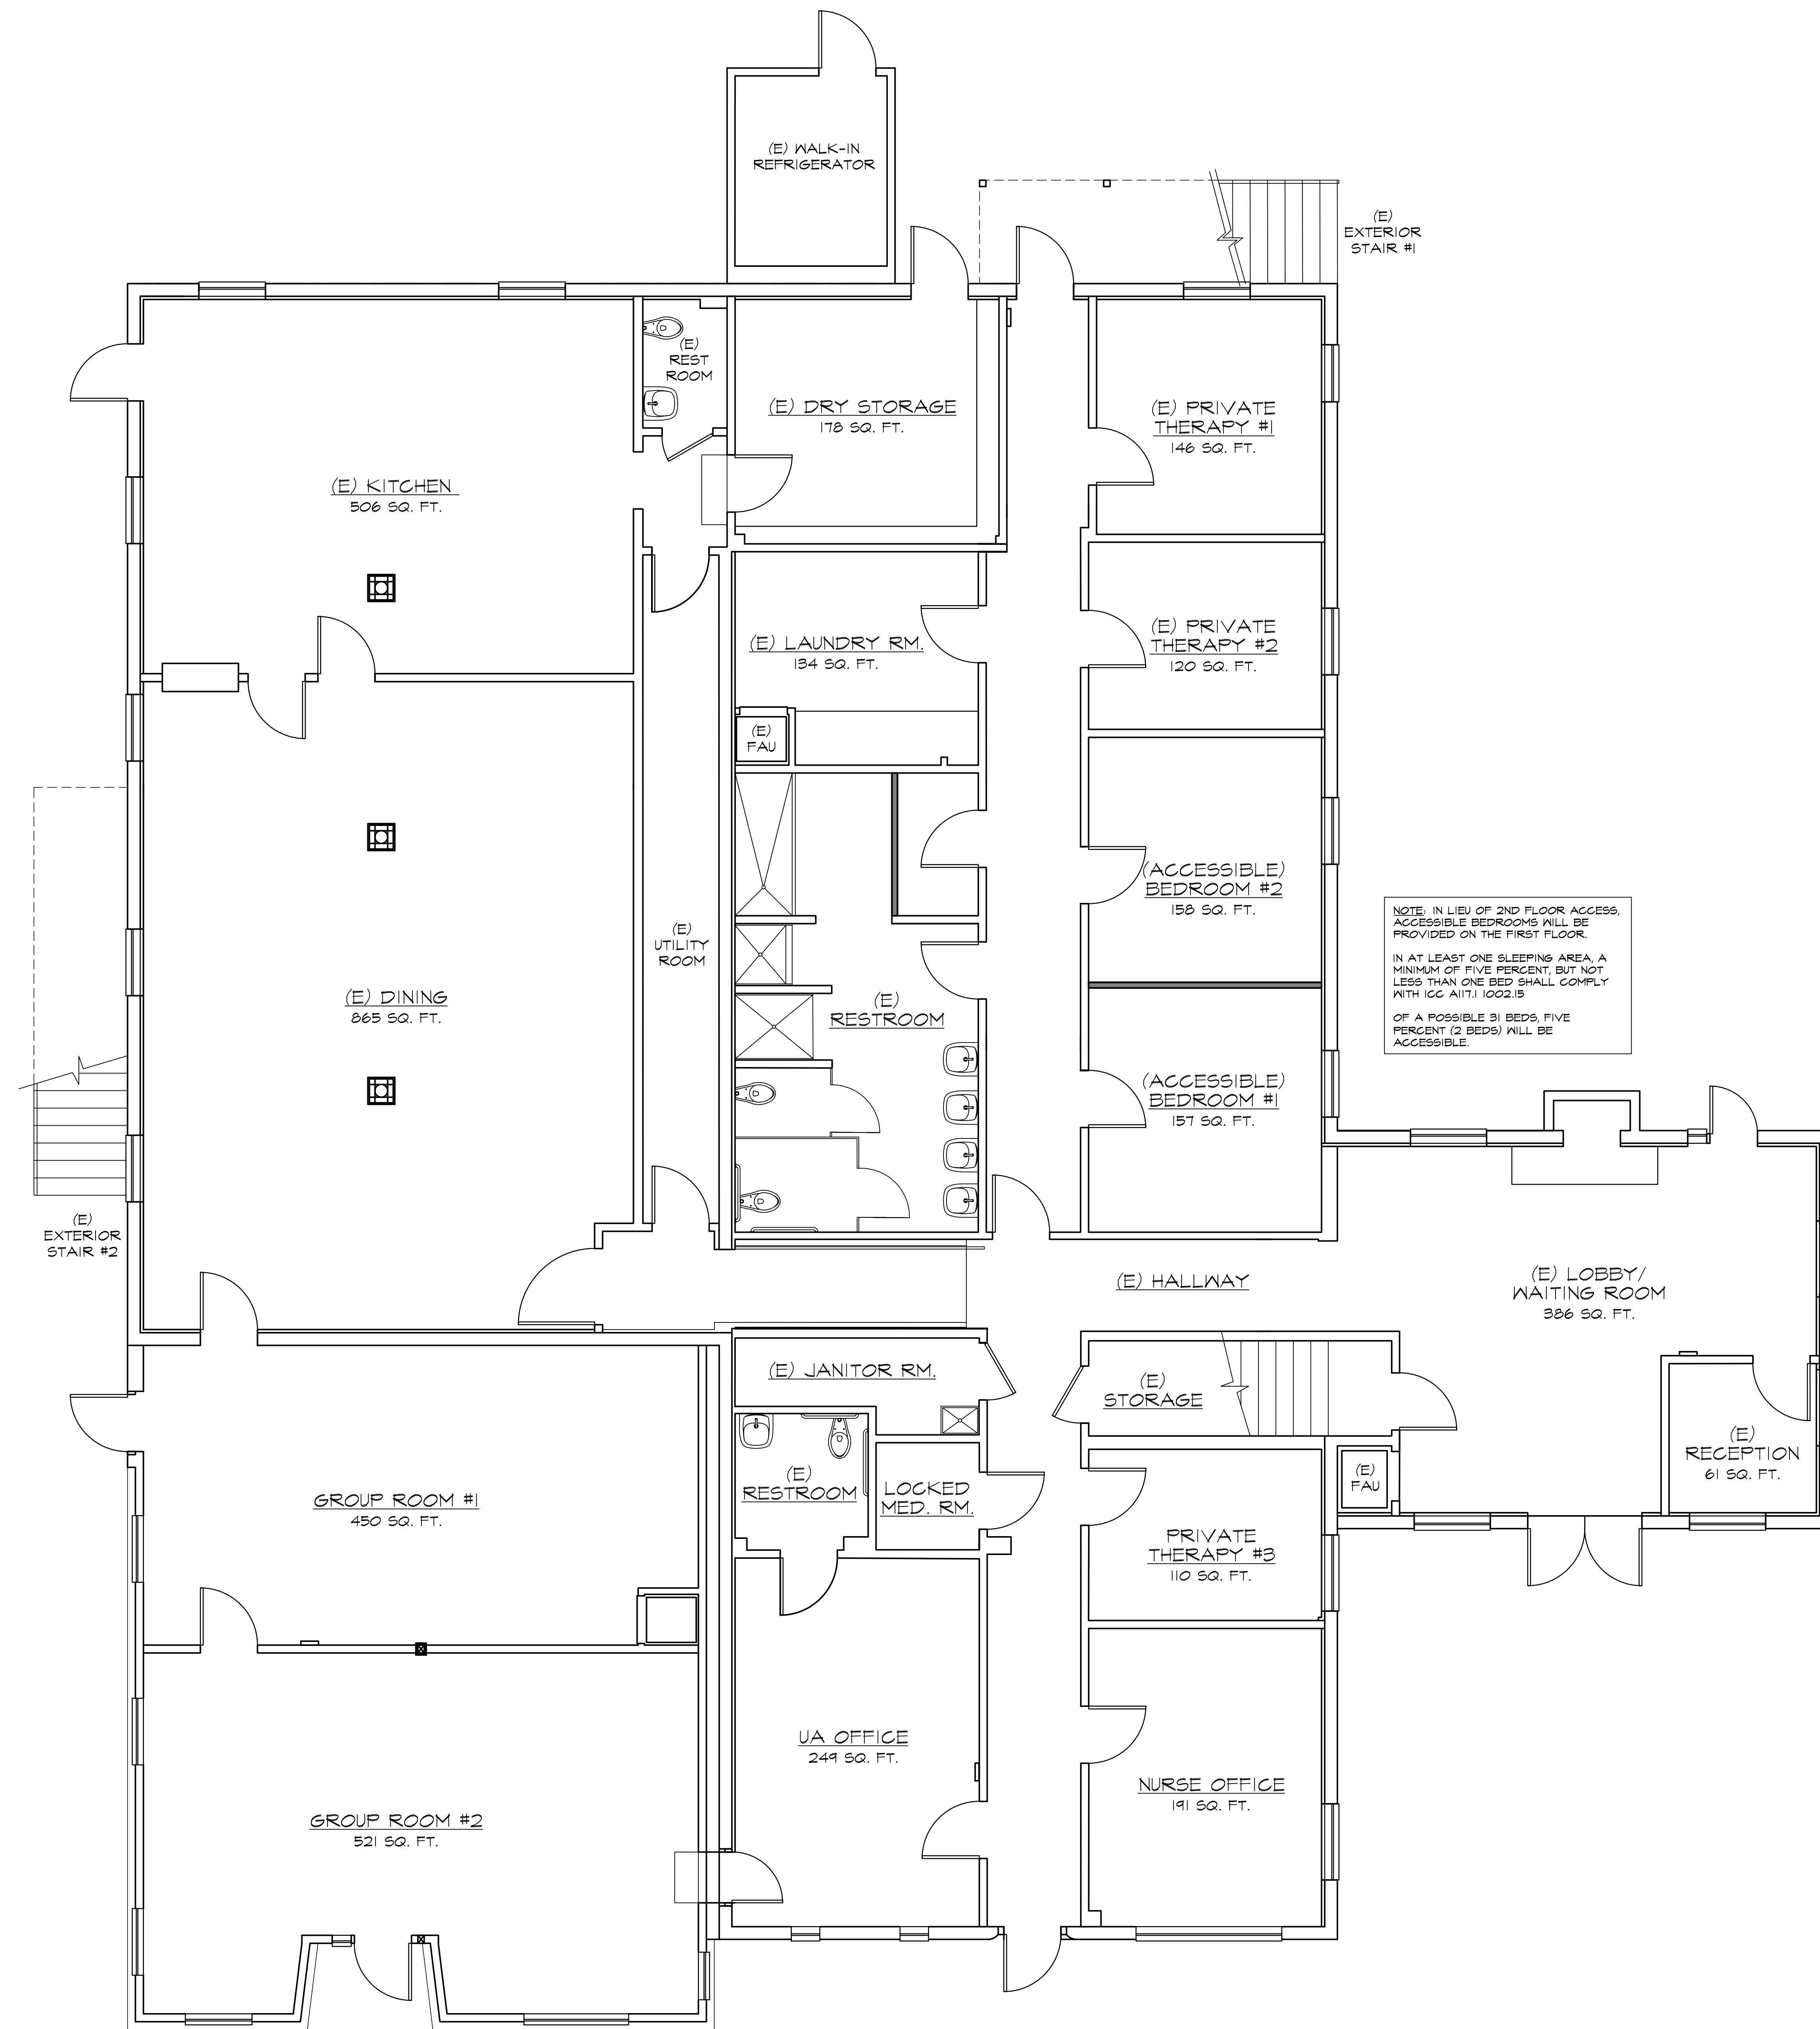 (E) WALK-IN
REFRIGERATOR
(E)
EXTERIOR
STAIR #1
(E)
REST
ROOM
(E) DRY STORAGE
178 SQ. FT.
(E) PRIVATE
THERAPY #1
146 SQ. FT.
(E) KITCHEN
506 SQ. FT.
(E) LAUNDRY RM.
134 SQ. FT.
(E) PRIVATE
THERAPY #2
120 SQ. FT.
(E)
FAU
(ACCESSIBLE)
BEDROOM #2
158 SQ. FT.
NOTE: IN LIEU OF 2ND FLOOR ACCESS,
ACCESSIBLE BEDROOMS WILL BE
PROVIDED ON THE FIRST FLOOR.
IN AT LEAST ONE SLEEPING AREA, A
MINIMUM OF FIVE PERCENT, BUT NOT
LESS THAN ONE BED SHALL COMPLY
WITH ICC A117.1 1002.15
OF A POSSIBLE 31 BEDS, FIVE
PERCENT (2 BEDS) WILL BE
ACCESSIBLE.
(E)
UTILITY
ROOM
(E) DINING
865 SQ. FT.
(E)
RESTROOM
(ACCESSIBLE)
BEDROOM #1
157 SQ. FT.
(E)
EXTERIOR
STAIR #2
(E) HALLWAY
(E) LOBBY/
WAITING ROOM
386 SQ. FT.
(E) JANITOR RM.
(E)
STORAGE
(E)
RECEPTION
61 SQ. FT.
(E)
FAU
(E)
RESTROOM
LOCKED
MED. RM.
GROUP ROOM #1
450 SQ. FT.
PRIVATE
THERAPY #3
110 SQ. FT.
UA OFFICE
249 SQ. FT.
NURSE OFFICE
191 SQ. FT.
GROUP ROOM #2
521 SQ. FT.